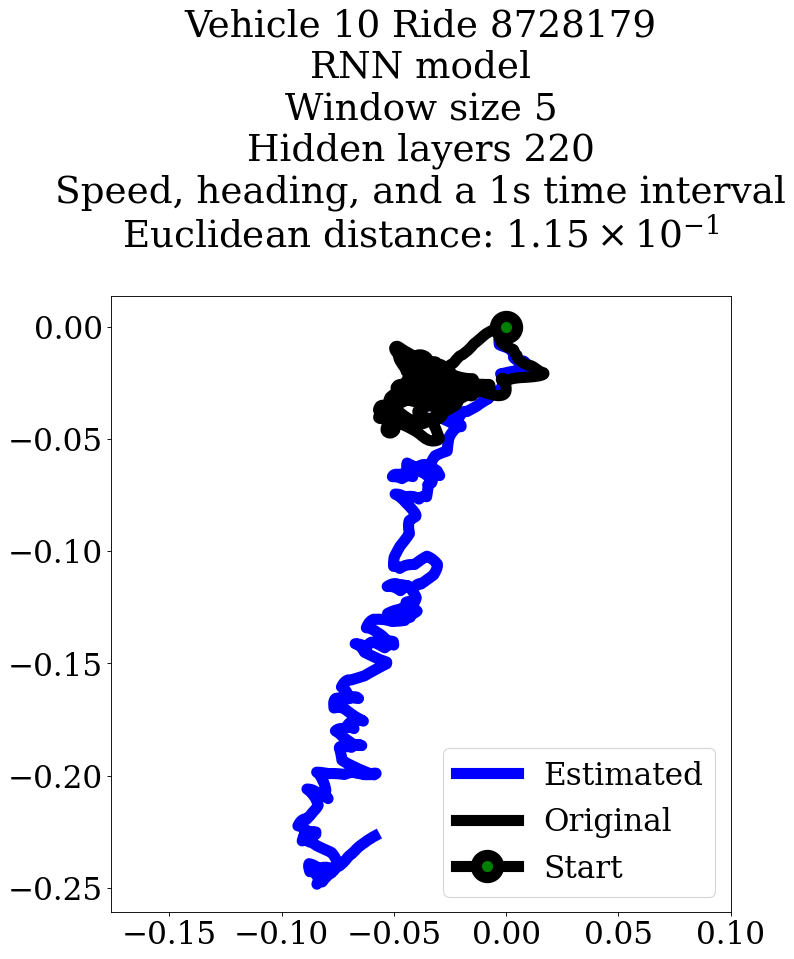 Vehicle 10 Ride 8728179
RNN model
Window size 5
Hidden layers 220
Speed, heading, and a 1s time interval
Euclidean distance: 1.15 × 10⁻¹
0.00
−0.05
−0.10
−0.15
−0.20
−0.25
Estimated
Original
Start
−0.15 −0.10 −0.05 0.00 0.05 0.10